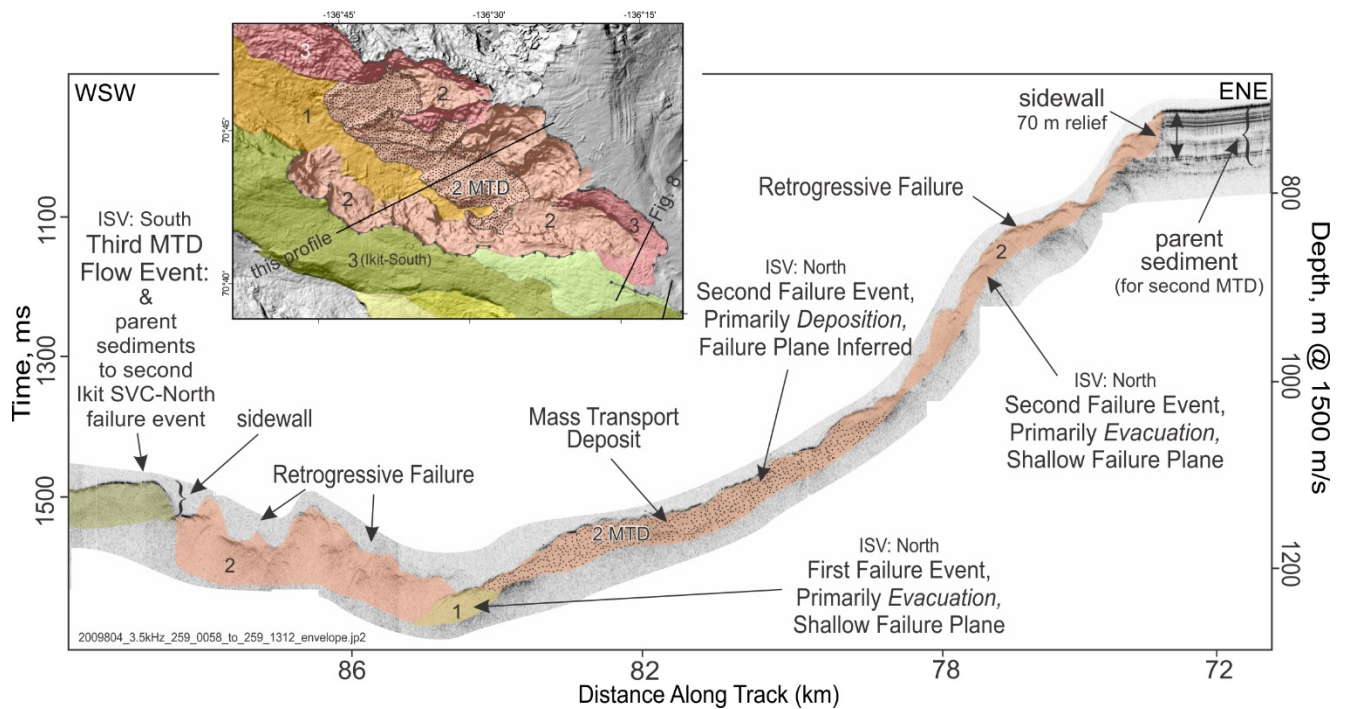 -136°45'
-136°30'
-136°15'
70°45'
70°40'
3
2
1
2 MTD
2
2
3
Fig. 8
this profile
3 (Ikit-South)
WSW
ENE
sidewall
70 m relief
Retrogressive Failure
2
parent
sediment
(for second MTD)
ISV: South
Third MTD
Flow Event:
&
parent
sediments
to second
Ikit SVC-North
failure event
sidewall
Retrogressive Failure
ISV: North
Second Failure Event,
Primarily Deposition,
Failure Plane Inferred
Mass Transport
Deposit
ISV: North
Second Failure Event,
Primarily Evacuation,
Shallow Failure Plane
2 MTD
2
1
ISV: North
First Failure Event,
Primarily Evacuation,
Shallow Failure Plane
2009804_3.5kHz_259_0058_to_259_1312_envelope.jp2
Time, ms
1100
1300
1500
Depth, m @ 1500 m/s
800
1000
1200
86
82
78
72
Distance Along Track (km)